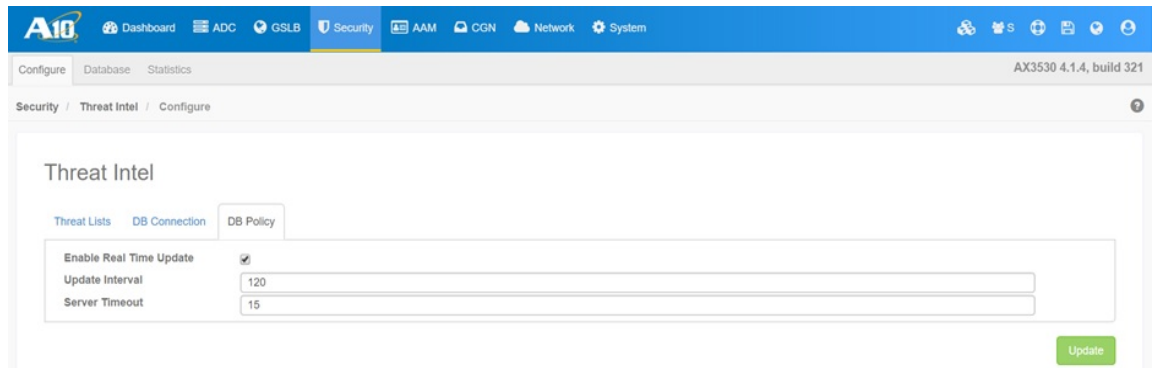 A10 Dashboard ADC GSLB Security AAM CGN Network System S
Configure Database Statistics AX3530 4.1.4, build 321
Security / Threat Intel / Configure
Threat Intel
Threat Lists DB Connection DB Policy
Enable Real Time Update
Update Interval 120
Server Timeout 15
Update